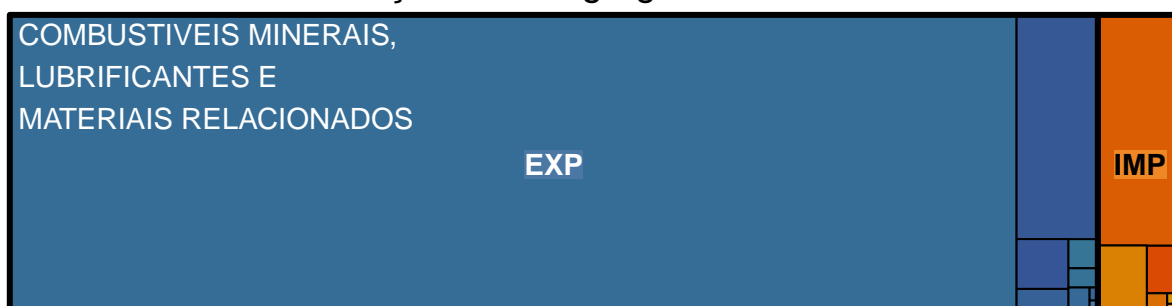 COMBUSTIVEIS MINERAIS,
LUBRIFICANTES E
MATERIAIS RELACIONADOS
EXP
IMP